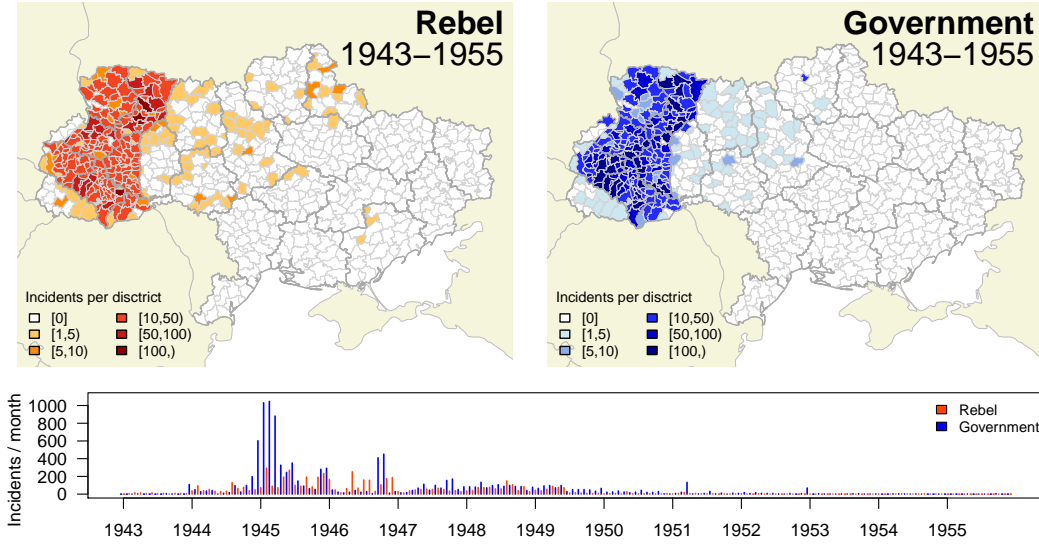 Rebel
1943–1955
Incidents per disctrict
[0]
[1,5)
[5,10)
[10,50)
[50,100)
[100,)
Government
1943–1955
Incidents per disctrict
[0]
[1,5)
[5,10)
[10,50)
[50,100)
[100,)
Incidents / month
1000
800
600
400
200
0
Rebel
Government
1943 1944 1945 1946 1947 1948 1949 1950 1951 1952 1953 1954 1955